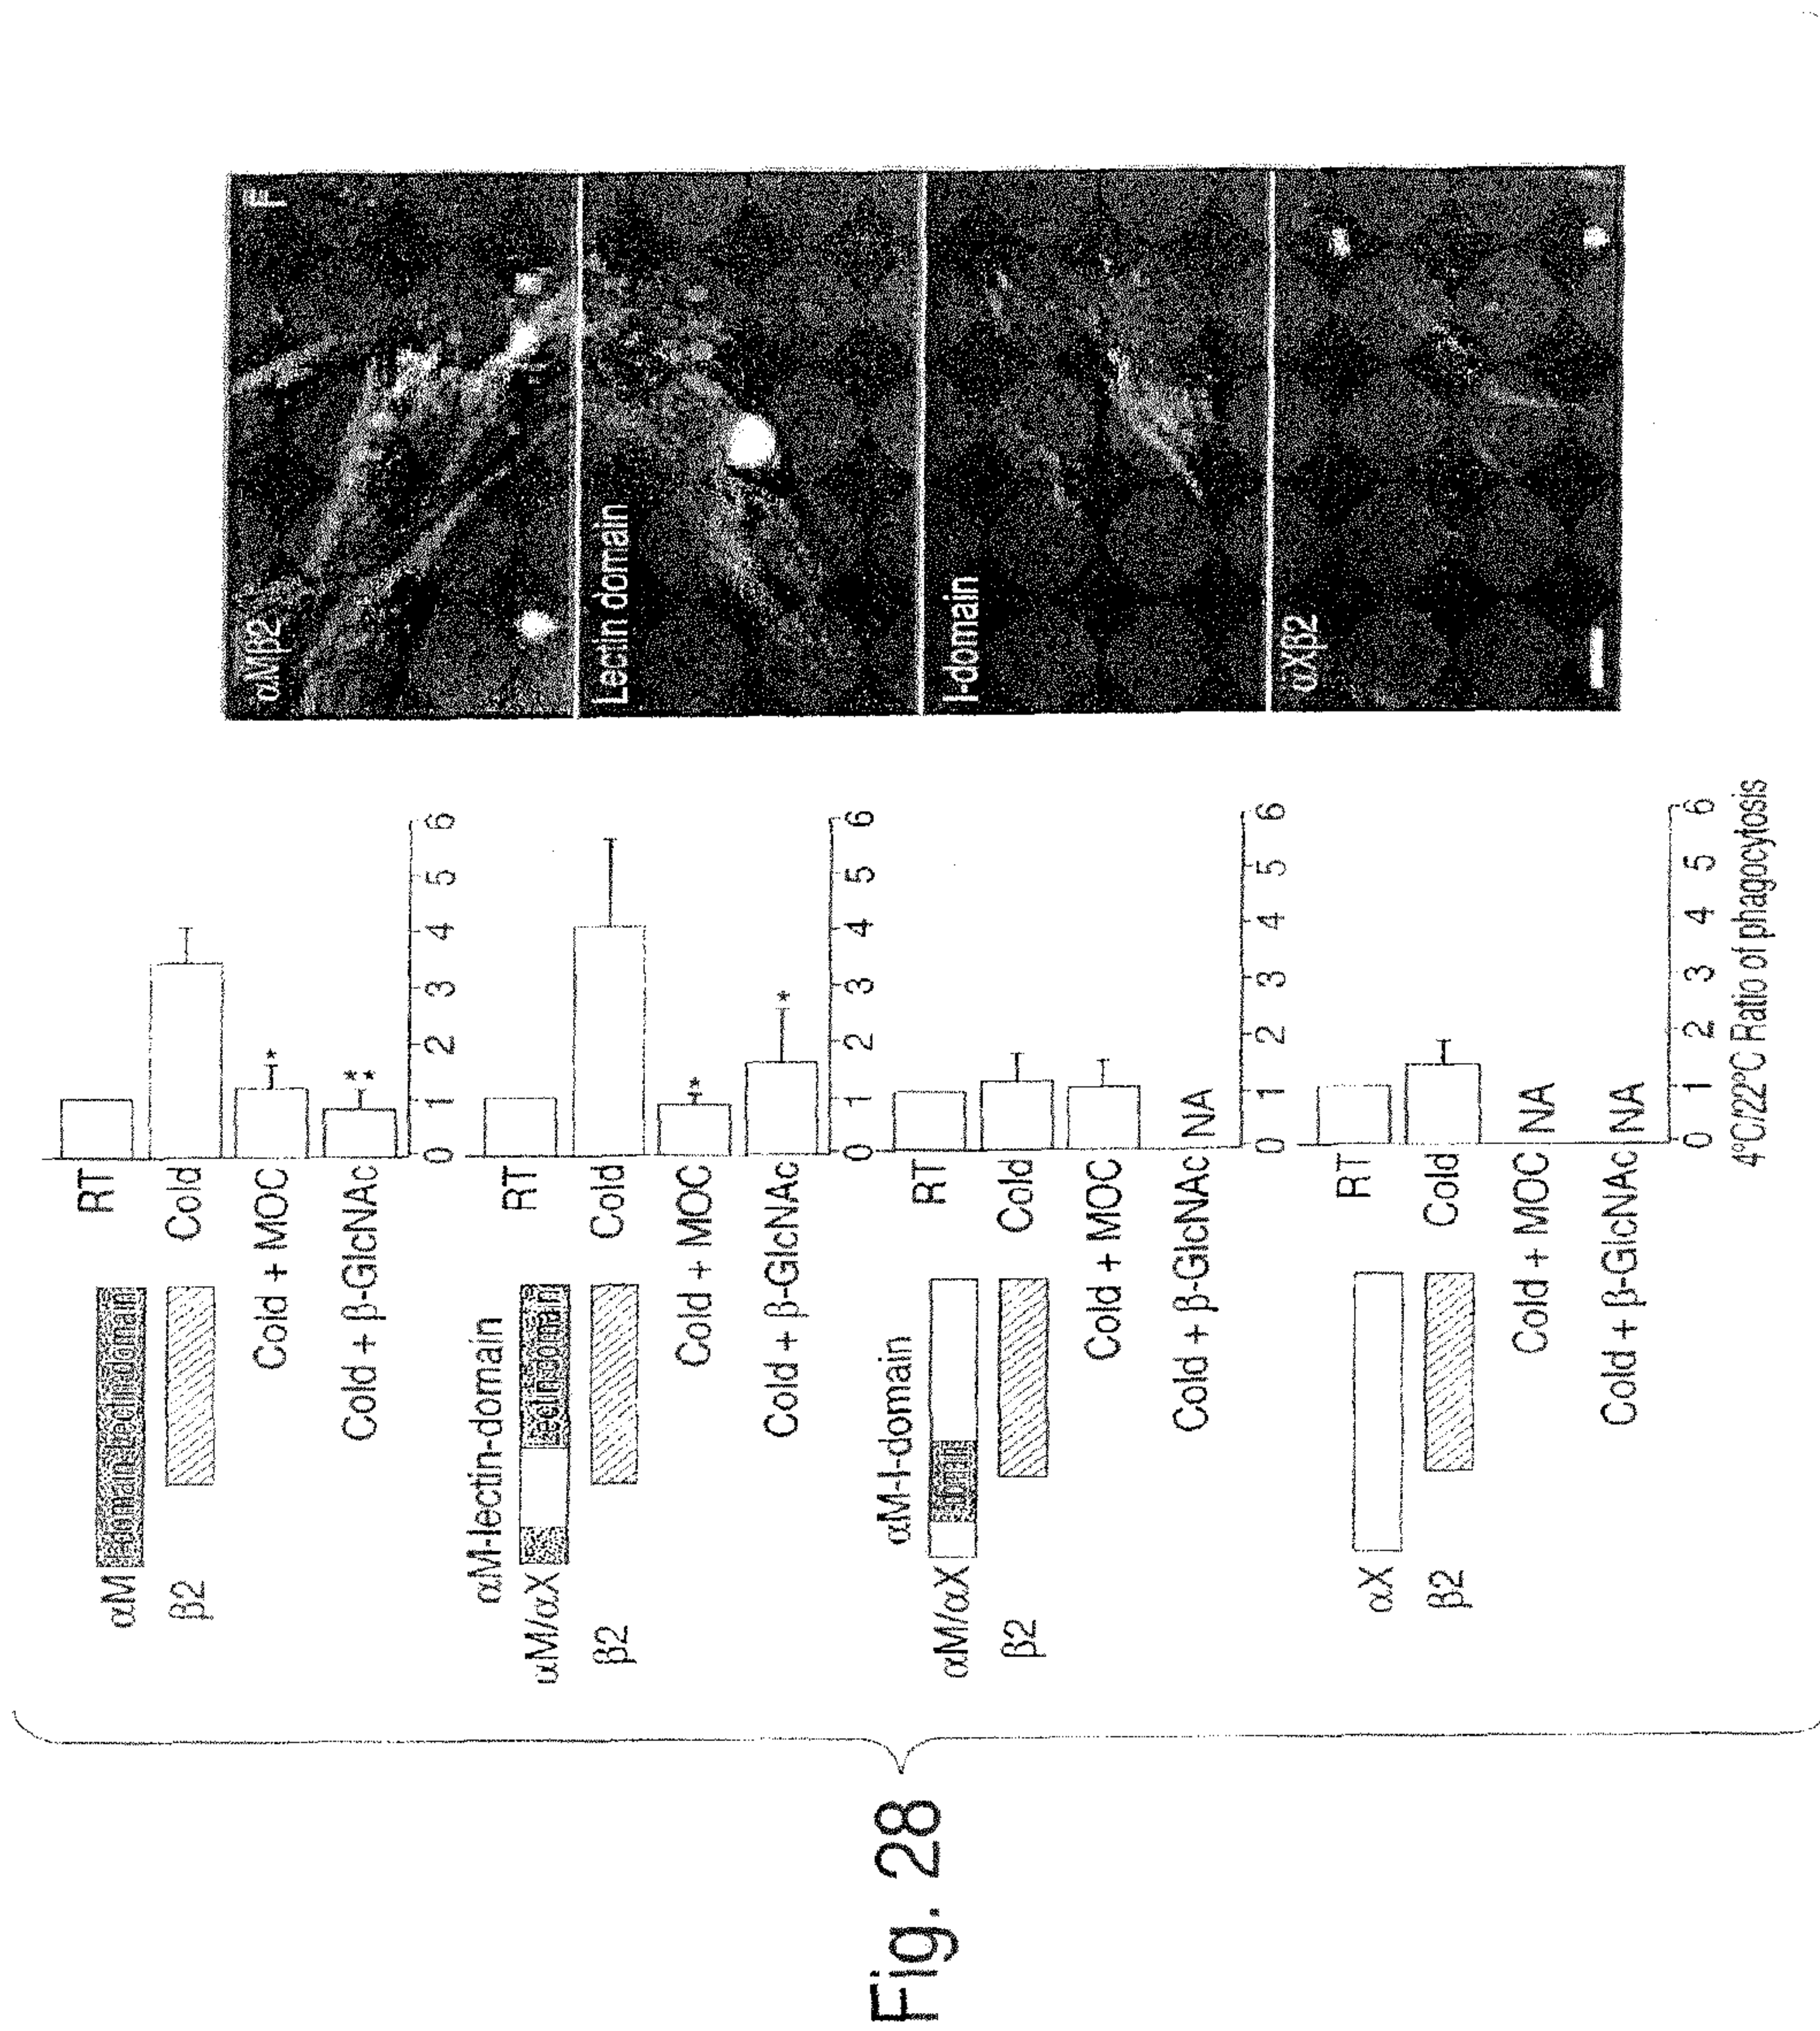 Fig. 28
αM
I-domain-Lectin domain
β2
RT
Cold
Cold + MOC
Cold + β-GlcNAc
*
*
*
0 1 2 3 4 5 6
αM-lectin-domain
αM/αX
Lectin domain
β2
RT
Cold
Cold + MOC
Cold + β-GlcNAc
*
*
0 1 2 3 4 5 6
αM-I-domain
αM/αX
I-domain
β2
RT
Cold
Cold + MOC
Cold + β-GlcNAc
NA
0 1 2 3 4 5 6
αX
β2
RT
Cold
Cold + MOC
NA
Cold + β-GlcNAc
NA
0 1 2 3 4 5 6
4°C/22°C Ratio of phagocytosis
αMβ2
F
Lectin domain
I-domain
αXβ2